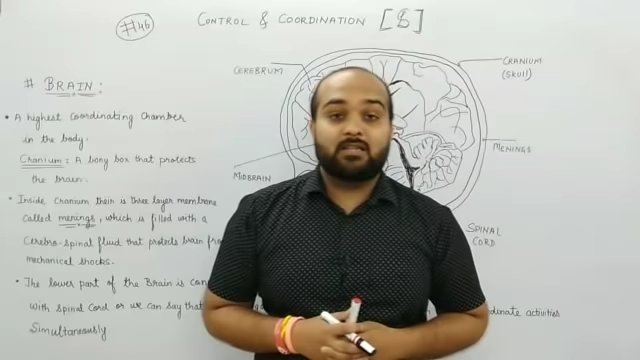 #46
CONTROL & COORDINATION [8]
# BRAIN:
• A highest coordinating chamber
in the body.
Cranium: A bony box that protects
the brain.
• Inside Cranium their is three layer membrane
called menings, which is filled with a
Cerebro-spinal fluid that protects brain from
mechanical shocks.
• The lower part of the Brain is
with Spinal Cord or we can say that
dinate activities
Simultaneously
CEREBRUM
MIDBRAIN
CRANIUM
(SKUll)
MENINGS
SPINAL
CORD